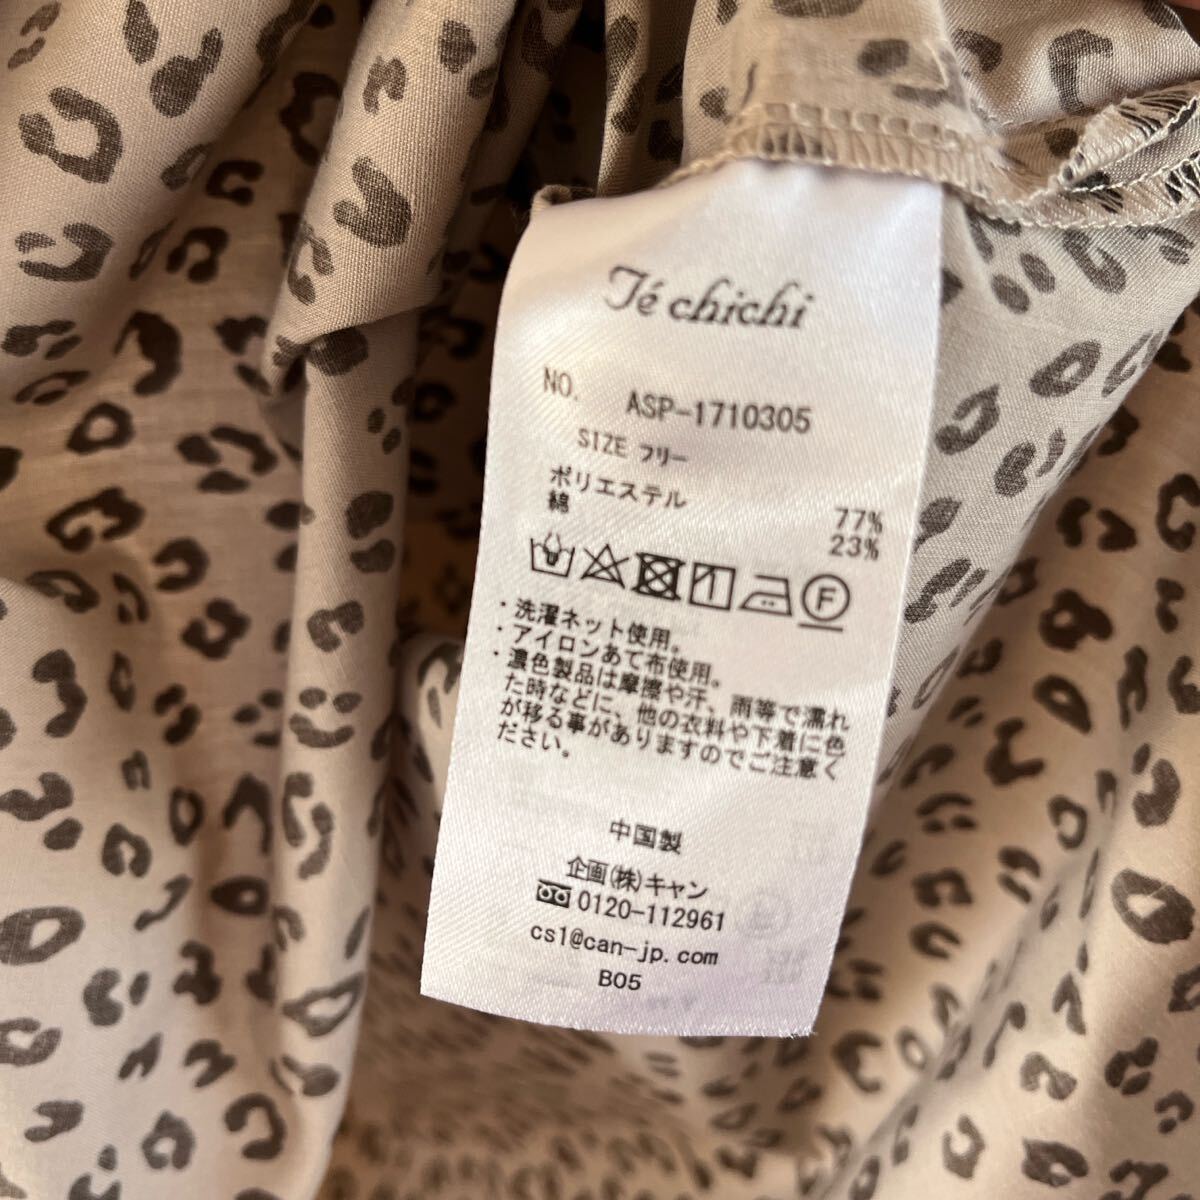 Té chichi
NO. ASP-1710305
SIZE フリー
ポリエステル 77%
綿 23%
F
・洗濯ネット使用。
・アイロンあて布使用。
・濃色製品は摩擦や汗、雨等で濡れ
た時などに、他の衣料や下着に色
が移る事がありますのでご注意く
ださい。
中国製
企画(株)キャン
0120-112961
cs1@can-jp.com
B05